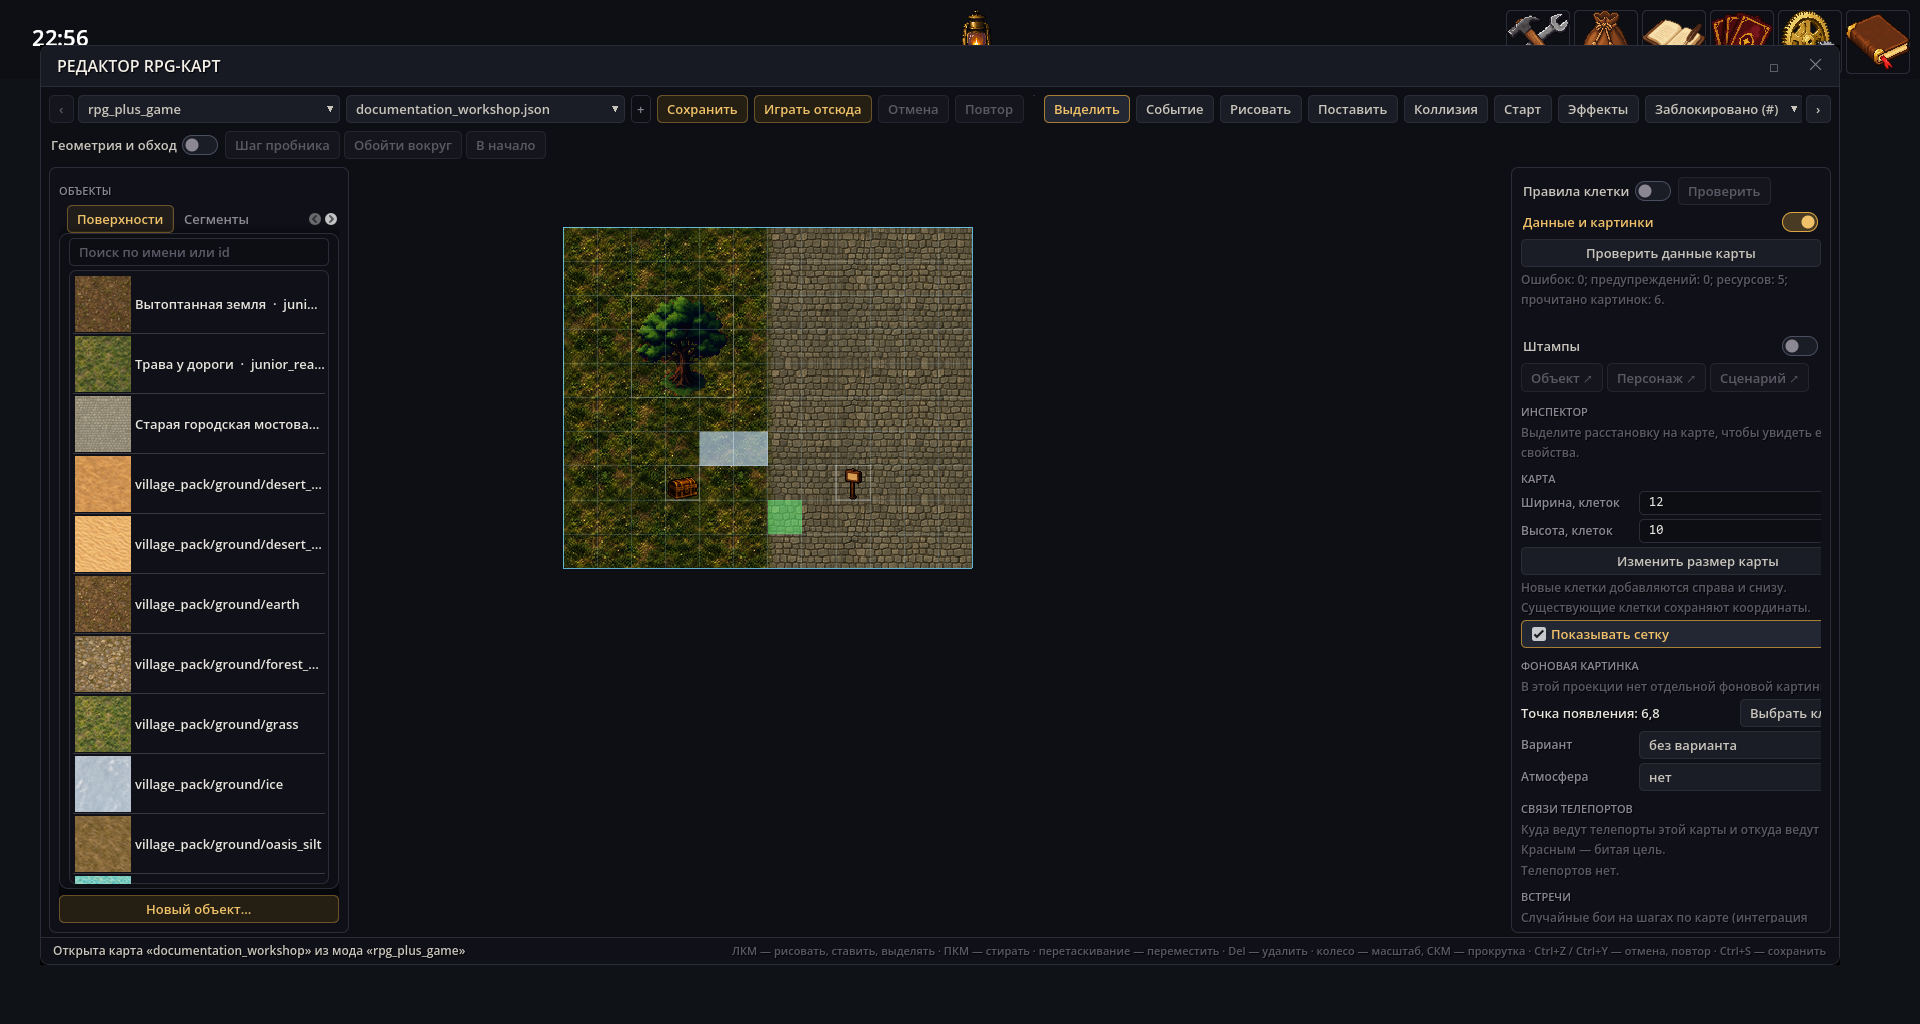 22:56
РЕДАКТОР RPG-КАРТ
rpg_plus_game
documentation_workshop.json
+
Сохранить
Играть отсюда
Отмена
Повтор
Выделить
Событие
Рисовать
Поставить
Коллизия
Старт
Эффекты
Заблокировано (#)
Геометрия и обход
Шаг пробника
Обойти вокруг
В начало
ОБЪЕКТЫ
Поверхности
Сегменты
Поиск по имени или id
Вытоптанная земля · juni...
Трава у дороги · junior_rea...
Старая городская мостова...
village_pack/ground/desert_...
village_pack/ground/desert_...
village_pack/ground/earth
village_pack/ground/forest_...
village_pack/ground/grass
village_pack/ground/ice
village_pack/ground/oasis_silt
Новый объект...
Правила клетки
Проверить
Данные и картинки
Проверить данные карты
Ошибок: 0; предупреждений: 0; ресурсов: 5;
прочитано картинок: 6.
Штампы
Объект ↗
Персонаж ↗
Сценарий ↗
ИНСПЕКТОР
Выделите расстановку на карте, чтобы увидеть е
свойства.
КАРТА
Ширина, клеток
12
Высота, клеток
10
Изменить размер карты
Новые клетки добавляются справа и снизу.
Существующие клетки сохраняют координаты.
Показывать сетку
ФОНОВАЯ КАРТИНКА
В этой проекции нет отдельной фоновой картин
Точка появления: 6,8
Выбрать кл
Вариант
без варианта
Атмосфера
нет
СВЯЗИ ТЕЛЕПОРТОВ
Куда ведут телепорты этой карты и откуда ведут
Красным — битая цель.
Телепортов нет.
ВСТРЕЧИ
Случайные бои на шагах по карте (интеграция
Открыта карта «documentation_workshop» из мода «rpg_plus_game»
ЛКМ — рисовать, ставить, выделять · ПКМ — стирать · перетаскивание — переместить · Del — удалить · колесо — масштаб, СКМ — прокрутка · Ctrl+Z / Ctrl+Y — отмена, повтор · Ctrl+S — сохранить